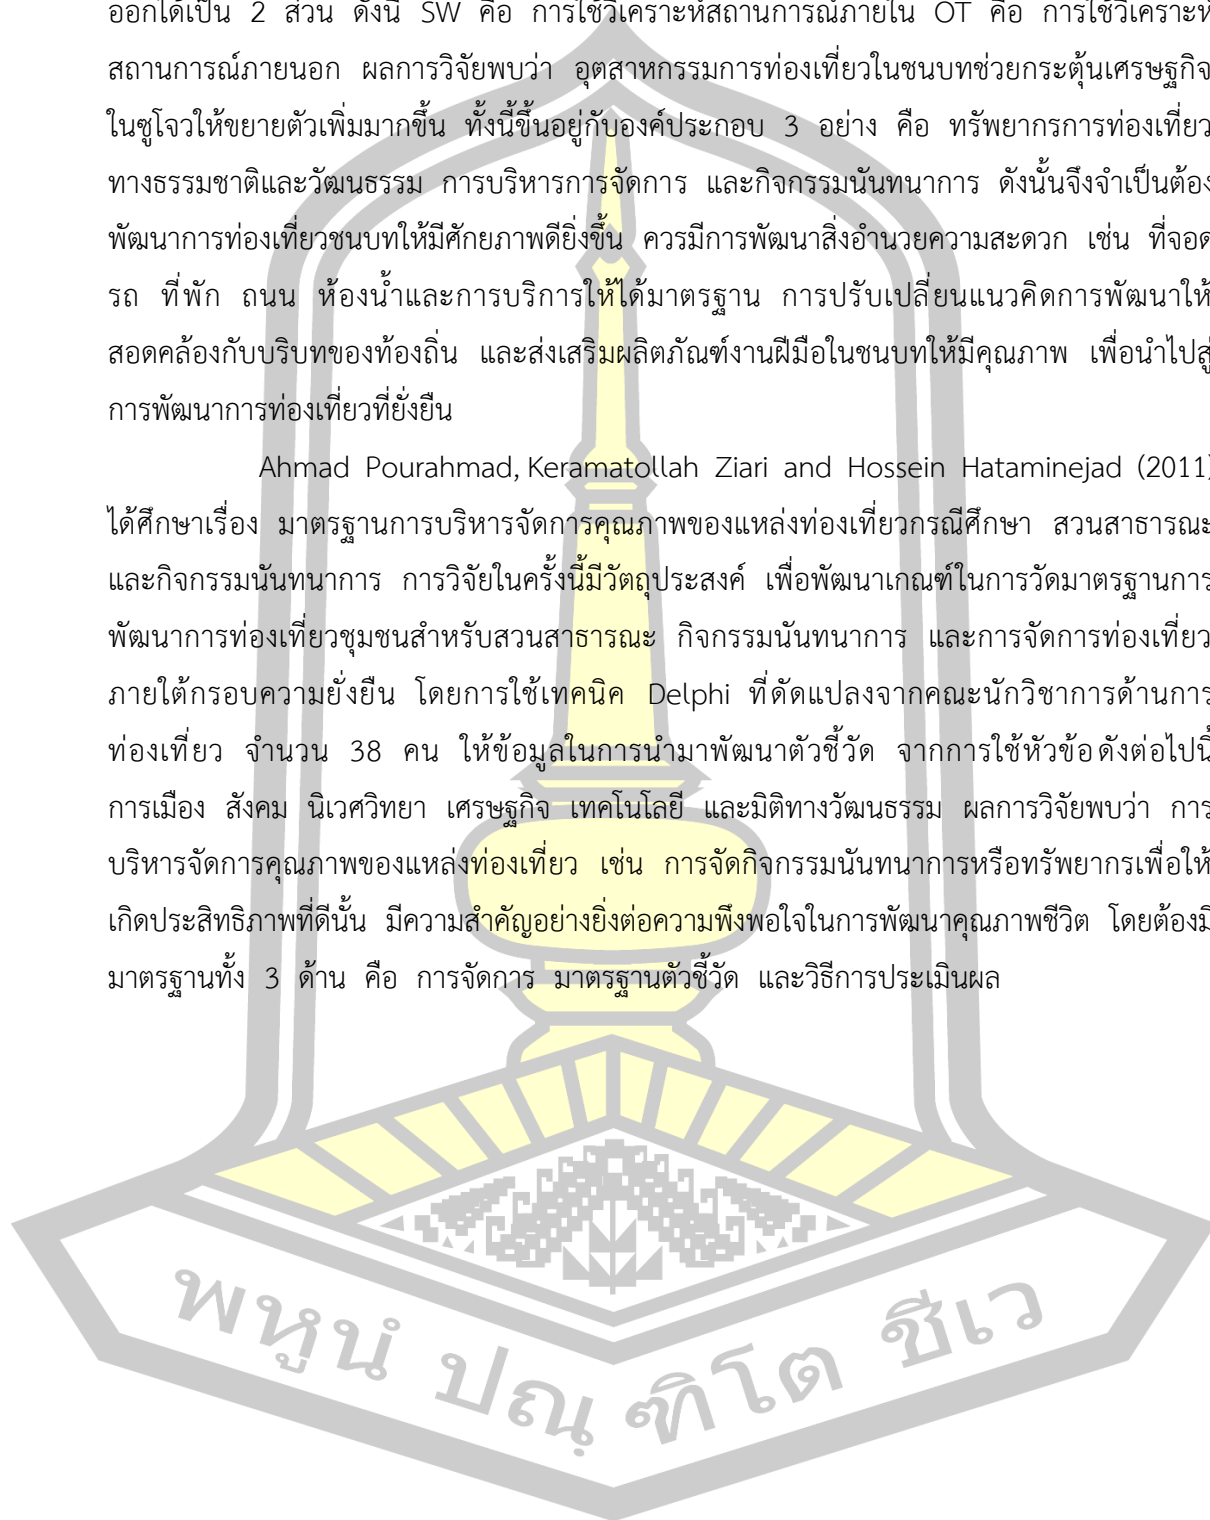 ออกได้เป็น 2 ส่วน ดังนี้ SW คือ การใช้วิเคราะห์สถานการณ์ภายใน OT คือ การใช้วิเคราะห์
สถานการณ์ภายนอก ผลการวิจัยพบว่า อุตสาหกรรมการท่องเที่ยวในชนบทช่วยกระตุ้นเศรษฐกิจ
ในซูโจวให้ขยายตัวเพิ่มมากขึ้น ทั้งนี้ขึ้นอยู่กับองค์ประกอบ 3 อย่าง คือ ทรัพยากรการท่องเที่ยว
ทางธรรมชาติและวัฒนธรรม การบริหารการจัดการ และกิจกรรมนันทนาการ ดังนั้นจึงจำเป็นต้อง
พัฒนาการท่องเที่ยวชนบทให้มีศักยภาพดียิ่งขึ้น ควรมีการพัฒนาสิ่งอำนวยความสะดวก เช่น ที่จอด
รถ ที่พัก ถนน ห้องน้ำและการบริการให้ได้มาตรฐาน การปรับเปลี่ยนแนวคิดการพัฒนาให้
สอดคล้องกับบริบทของท้องถิ่น และส่งเสริมผลิตภัณฑ์งานฝีมือในชนบทให้มีคุณภาพ เพื่อนำไปสู่
การพัฒนาการท่องเที่ยวที่ยั่งยืน
Ahmad Pourahmad, Keramatollah Ziari and Hossein Hataminejad (2011)
ได้ศึกษาเรื่อง มาตรฐานการบริหารจัดการคุณภาพของแหล่งท่องเที่ยวกรณีศึกษา สวนสาธารณะ
และกิจกรรมนันทนาการ การวิจัยในครั้งนี้มีวัตถุประสงค์ เพื่อพัฒนาเกณฑ์ในการวัดมาตรฐานการ
พัฒนาการท่องเที่ยวชุมชนสำหรับสวนสาธารณะ กิจกรรมนันทนาการ และการจัดการท่องเที่ยว
ภายใต้กรอบความยั่งยืน โดยการใช้เทคนิค Delphi ที่ดัดแปลงจากคณะนักวิชาการด้านการ
ท่องเที่ยว จำนวน 38 คน ให้ข้อมูลในการนำมาพัฒนาตัวชี้วัด จากการใช้หัวข้อดังต่อไปนี้
การเมือง สังคม นิเวศวิทยา เศรษฐกิจ เทคโนโลยี และมิติทางวัฒนธรรม ผลการวิจัยพบว่า การ
บริหารจัดการคุณภาพของแหล่งท่องเที่ยว เช่น การจัดกิจกรรมนันทนาการหรือทรัพยากรเพื่อให้
เกิดประสิทธิภาพที่ดีนั้น มีความสำคัญอย่างยิ่งต่อความพึงพอใจในการพัฒนาคุณภาพชีวิต โดยต้องมี
มาตรฐานทั้ง 3 ด้าน คือ การจัดการ มาตรฐานตัวชี้วัด และวิธีการประเมินผล
พหูนํ ปณฺฑิโต ชีเว